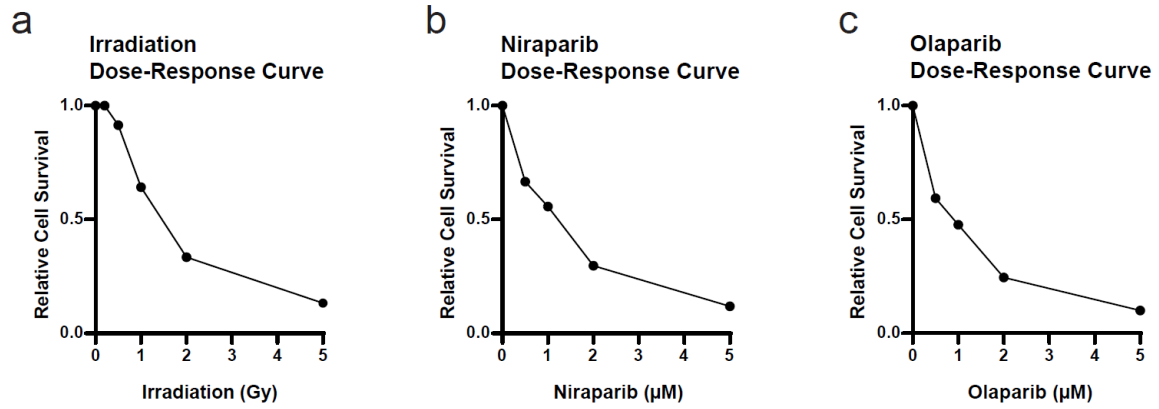 a
Irradiation
Dose-Response Curve
Relative Cell Survival
1.0
0.5
0.0
0 1 2 3 4 5
Irradiation (Gy)
b
Niraparib
Dose-Response Curve
Relative Cell Survival
1.0
0.5
0.0
0 1 2 3 4 5
Niraparib (µM)
c
Olaparib
Dose-Response Curve
Relative Cell Survival
1.0
0.5
0.0
0 1 2 3 4 5
Olaparib (µM)